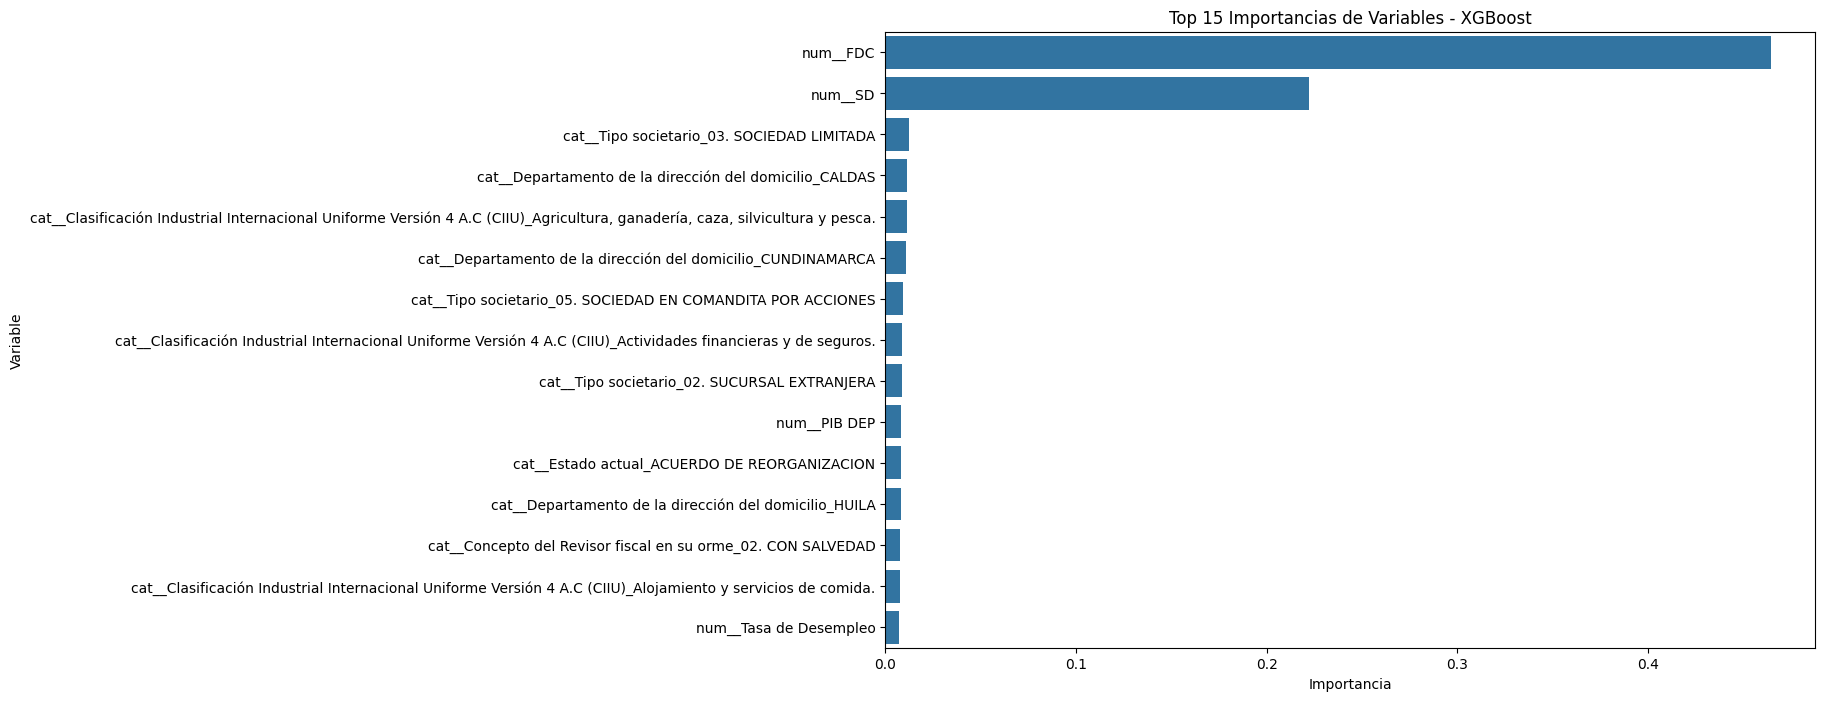 Top 15 Importancias de Variables - XGBoost
num__FDC
num__SD
cat__Tipo societario_03. SOCIEDAD LIMITADA
cat__Departamento de la dirección del domicilio_CALDAS
cat__Clasificación Industrial Internacional Uniforme Versión 4 A.C (CIIU)_Agricultura, ganadería, caza, silvicultura y pesca.
cat__Departamento de la dirección del domicilio_CUNDINAMARCA
cat__Tipo societario_05. SOCIEDAD EN COMANDITA POR ACCIONES
cat__Clasificación Industrial Internacional Uniforme Versión 4 A.C (CIIU)_Actividades financieras y de seguros.
cat__Tipo societario_02. SUCURSAL EXTRANJERA
num__PIB DEP
cat__Estado actual_ACUERDO DE REORGANIZACION
cat__Departamento de la dirección del domicilio_HUILA
cat__Concepto del Revisor fiscal en su orme_02. CON SALVEDAD
cat__Clasificación Industrial Internacional Uniforme Versión 4 A.C (CIIU)_Alojamiento y servicios de comida.
num__Tasa de Desempleo
Variable
0.0 0.1 0.2 0.3 0.4
Importancia